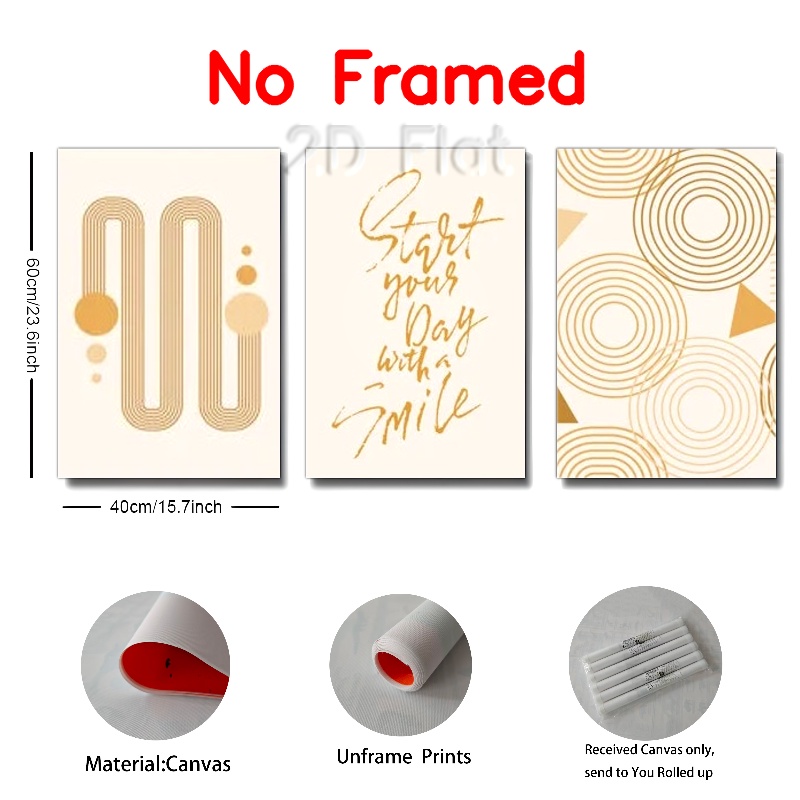 No Framed
2D Flat
60cm/23.6inch
Start
your
Day
with a
Smile
40cm/15.7inch
Material:Canvas
Unframe Prints
Received Canvas only,
send to You Rolled up